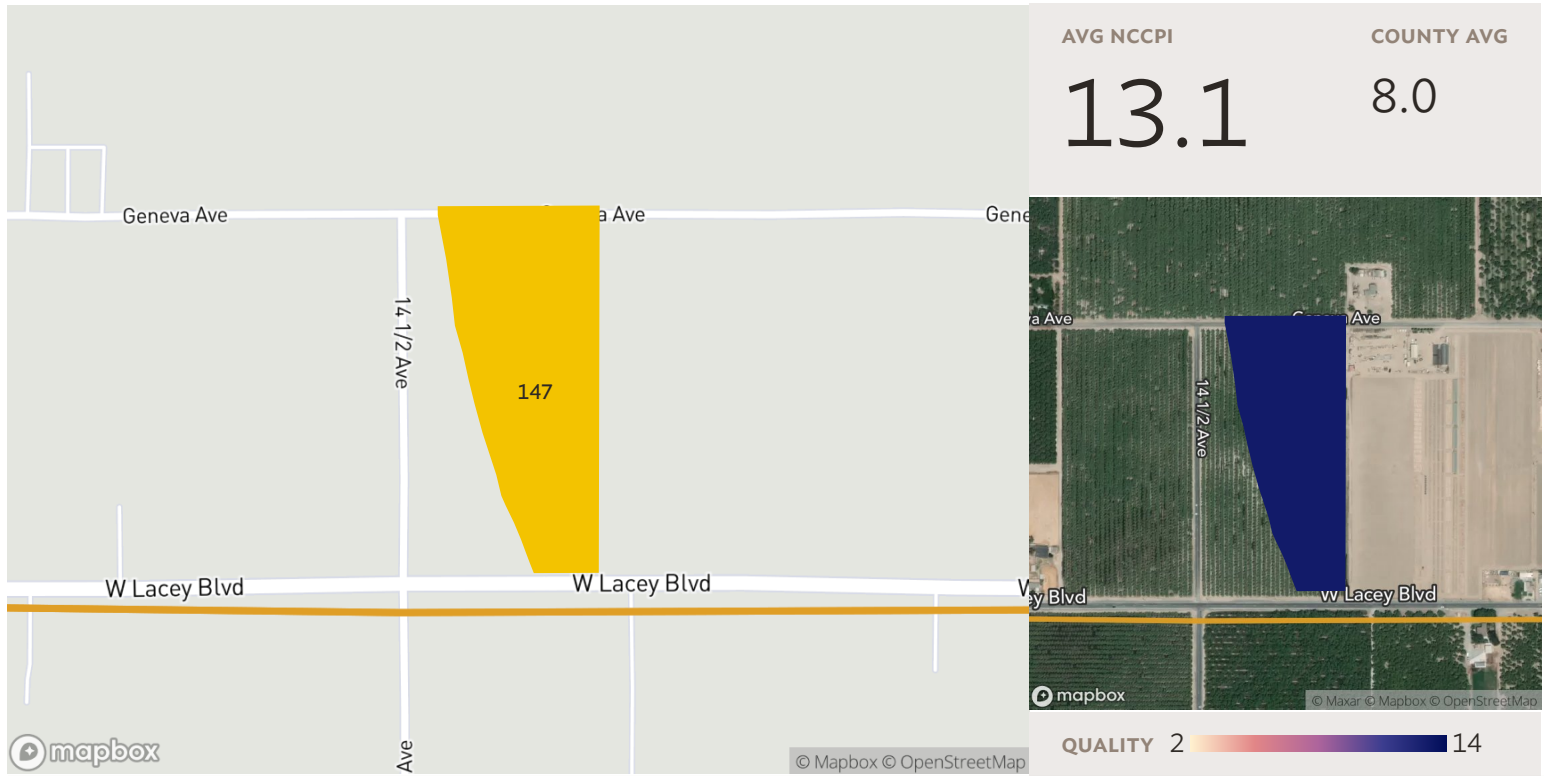 Geneva Ave
a Ave
Gene
14 1/2 Ave
147
W Lacey Blvd
W Lacey Blvd
W
Ave
mapbox
© Mapbox © OpenStreetMap
AVG NCCPI
COUNTY AVG
13.1
8.0
va Ave
Geneva Ave
14 1/2 Ave
ey Blvd
W Lacey Blvd
mapbox
© Maxar © Mapbox © OpenStreetMap
QUALITY 2 14